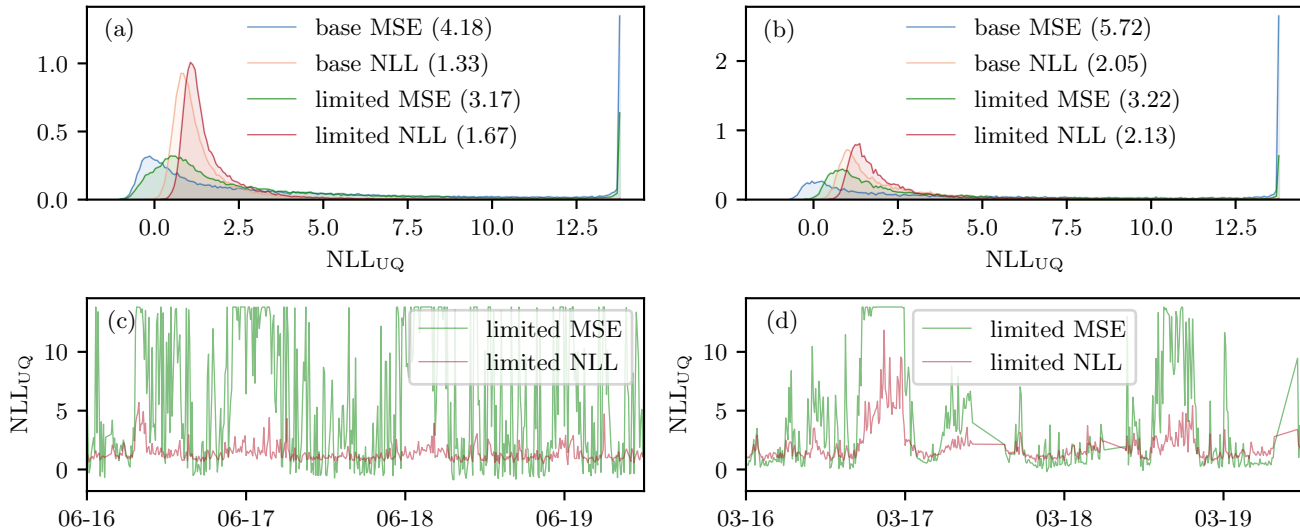 (a)
base MSE (4.18)
base NLL (1.33)
limited MSE (3.17)
limited NLL (1.67)
1.0
0.5
0.0
0.0 2.5 5.0 7.5 10.0 12.5
NLL_UQ
(b)
base MSE (5.72)
base NLL (2.05)
limited MSE (3.22)
limited NLL (2.13)
2
1
0
0.0 2.5 5.0 7.5 10.0 12.5
NLL_UQ
(c)
limited MSE
limited NLL
NLL_UQ
10
5
0
06-16 06-17 06-18 06-19
(d)
limited MSE
limited NLL
NLL_UQ
10
5
0
03-16 03-17 03-18 03-19